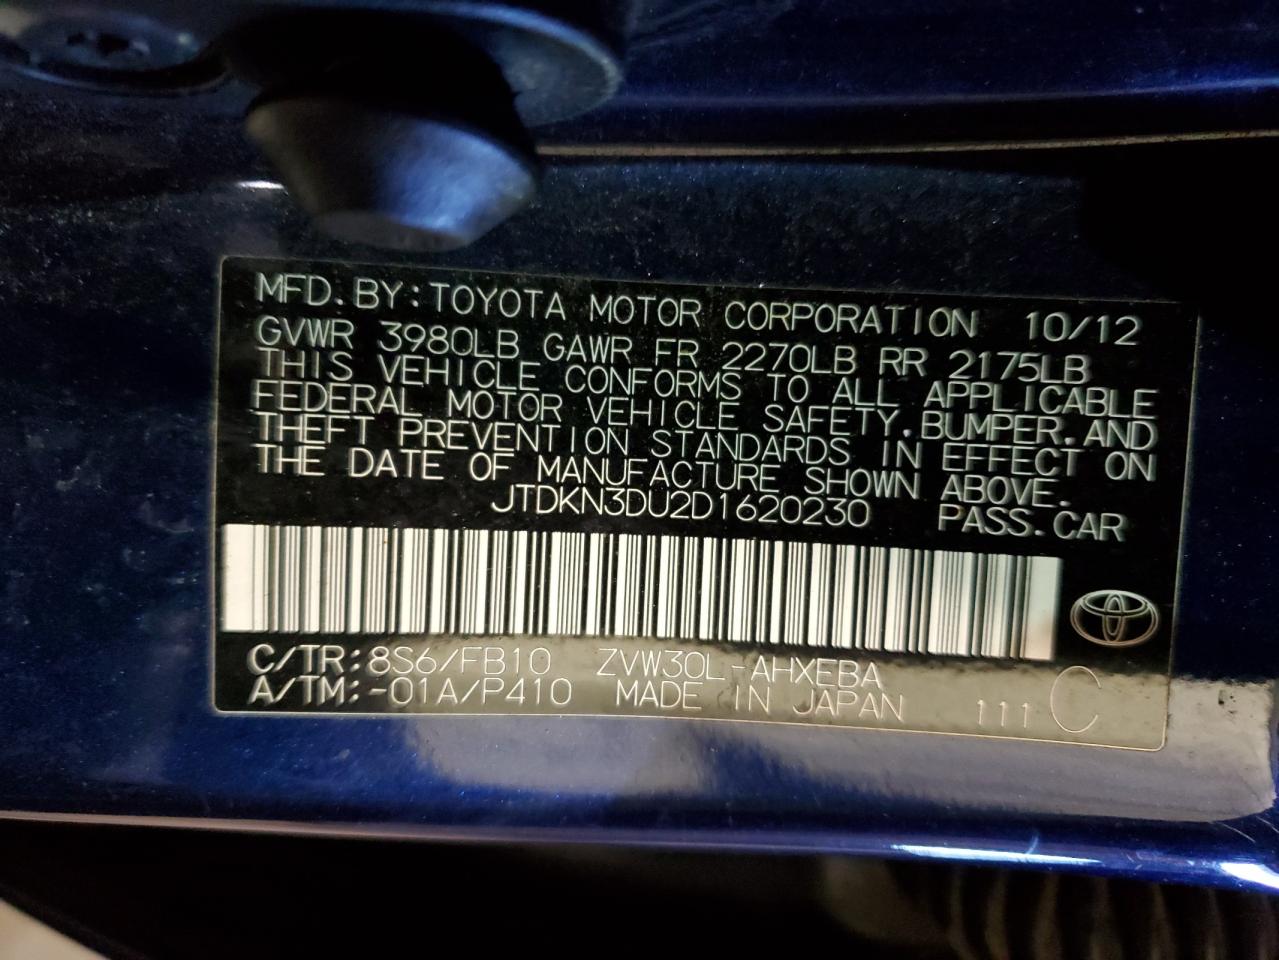 MFD. BY: TOYOTA MOTOR CORPORATION 10/12
GVWR 3980LB GAWR FR 2270LB RR 2175LB
THIS VEHICLE CONFORMS TO ALL APPLICABLE
FEDERAL MOTOR VEHICLE SAFETY, BUMPER, AND
THEFT PREVENTION STANDARDS IN EFFECT ON
THE DATE OF MANUFACTURE SHOWN ABOVE.
JTDKN3DU2D1620230 PASS. CAR
C/TR: 8S6/FB10 ZVW30L-AHXEBA
A/TM: -01A/P410 MADE IN JAPAN 111 C